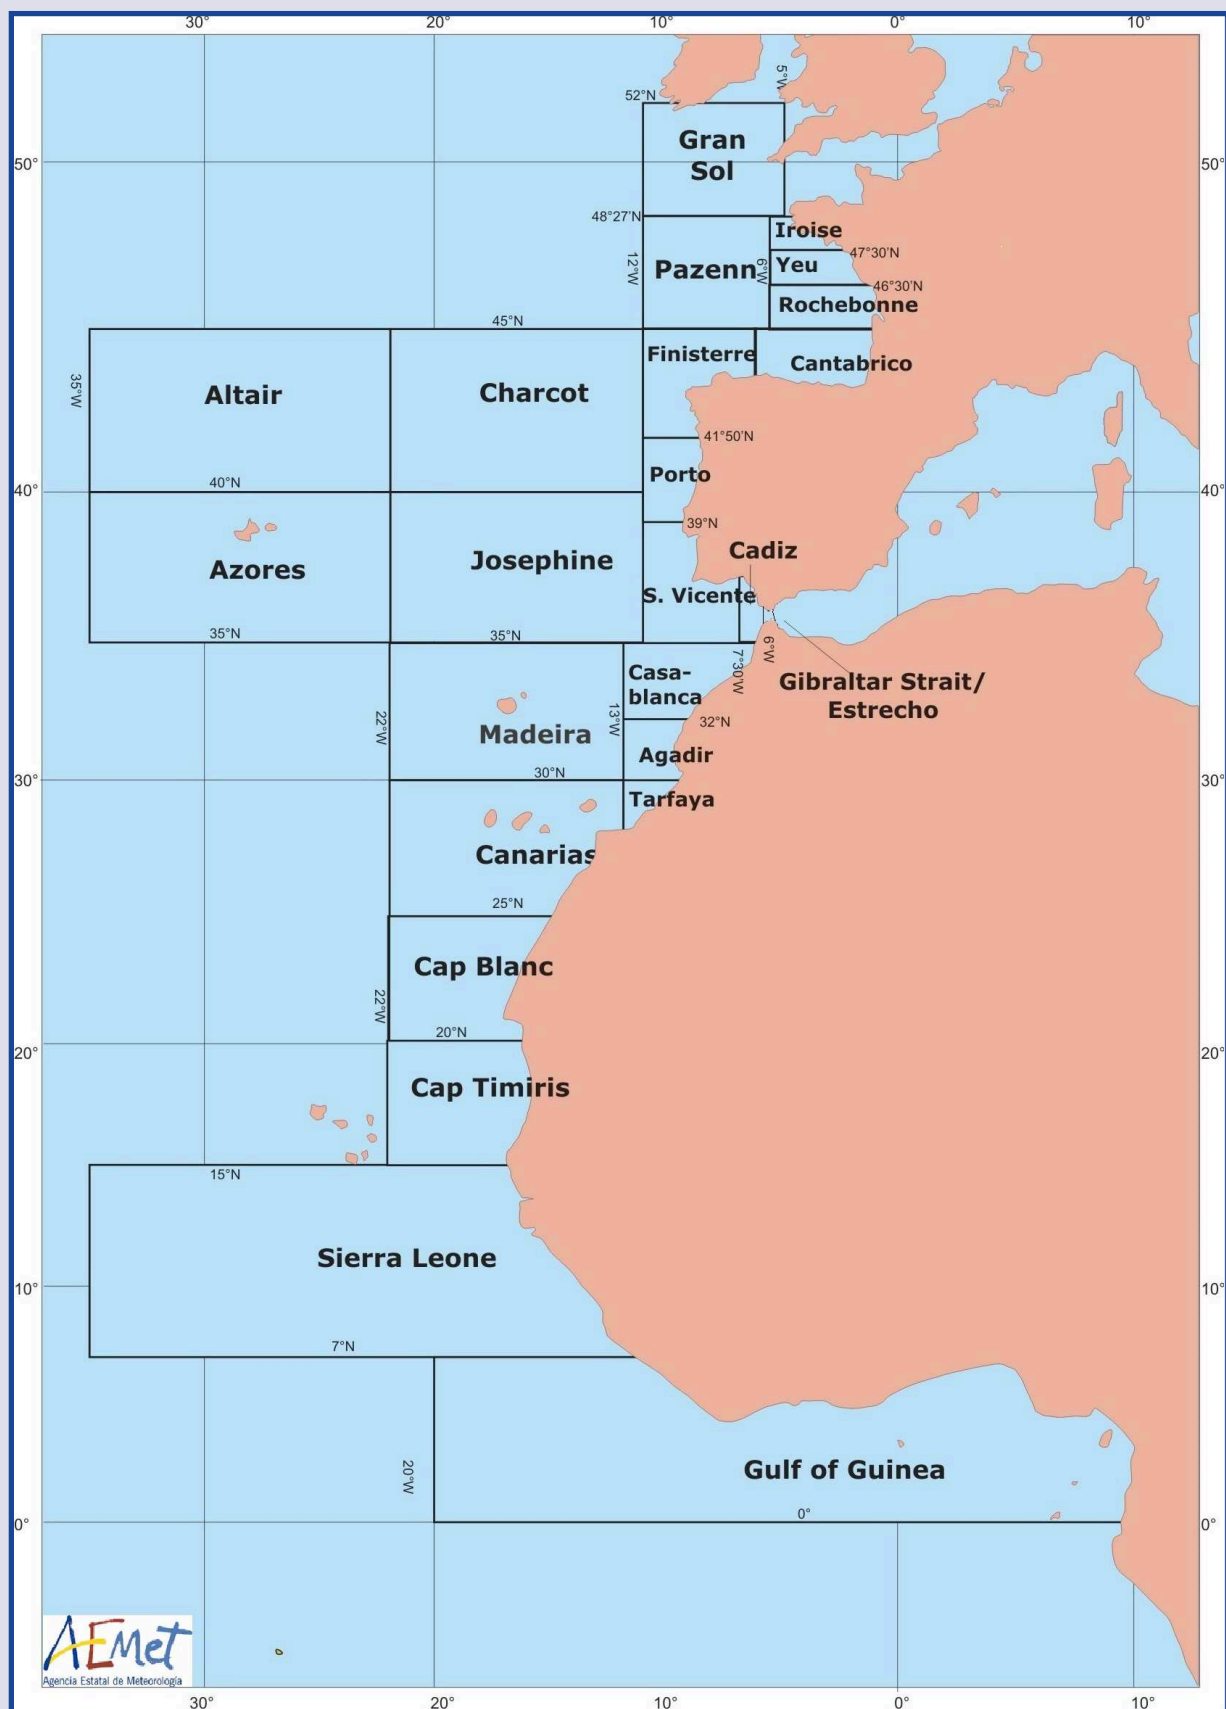 30°
20°
10°
0°
10°
5°W
52°N
Gran
Sol
50°
50°
48°27'N
Iroise
47°30'N
12°W
Pazenn
6°W
Yeu
46°30'N
Rochebonne
45°N
Finisterre
Cantabrico
35°W
Altair
Charcot
41°50'N
Porto
40°
40°N
40°
39°N
Cadiz
Azores
Josephine
S. Vicente
35°N
35°N
7°30'W
6°W
Casa-
blanca
Gibraltar Strait/
Estrecho
22°W
Madeira
13°W
32°N
Agadir
30°N
30°
30°
Tarfaya
Canarias
25°N
Cap Blanc
22°W
20°N
20°
20°
Cap Timiris
15°N
Sierra Leone
10°
10°
7°N
20°W
Gulf of Guinea
0°
0°
0°
AEMet
Agencia Estatal de Meteorología
30°
20°
10°
0°
10°